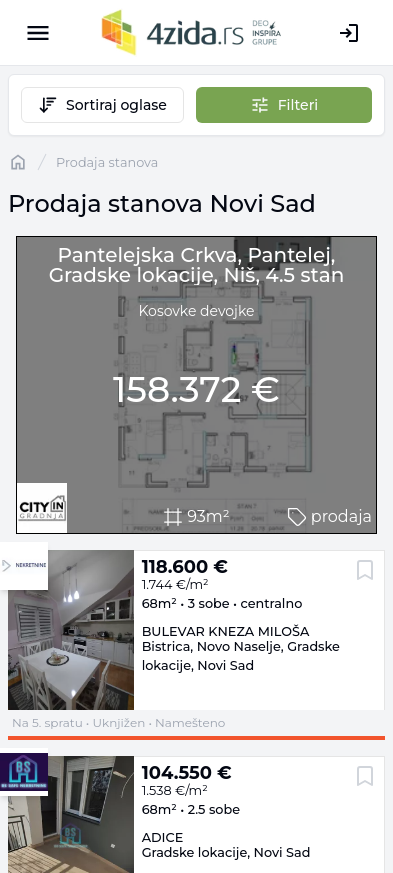 4zida.rs
DEO
INSPIRA
GRUPE
Sortiraj oglase
Filteri
/ Prodaja stanova
Prodaja stanova Novi Sad
Pantelejska Crkva, Pantelej,
Gradske lokacije, Niš, 4.5 stan
Kosovke devojke
158.372 €
CITY IN
GRADNJA
93m²
prodaja
NEKRETNINE
118.600 €
1.744 €/m²
68m² • 3 sobe • centralno
BULEVAR KNEZA MILOŠA
Bistrica, Novo Naselje, Gradske
lokacije, Novi Sad
Na 5. spratu • Uknjižen • Namešteno
BS
104.550 €
1.538 €/m²
68m² • 2.5 sobe
ADICE
Gradske lokacije, Novi Sad